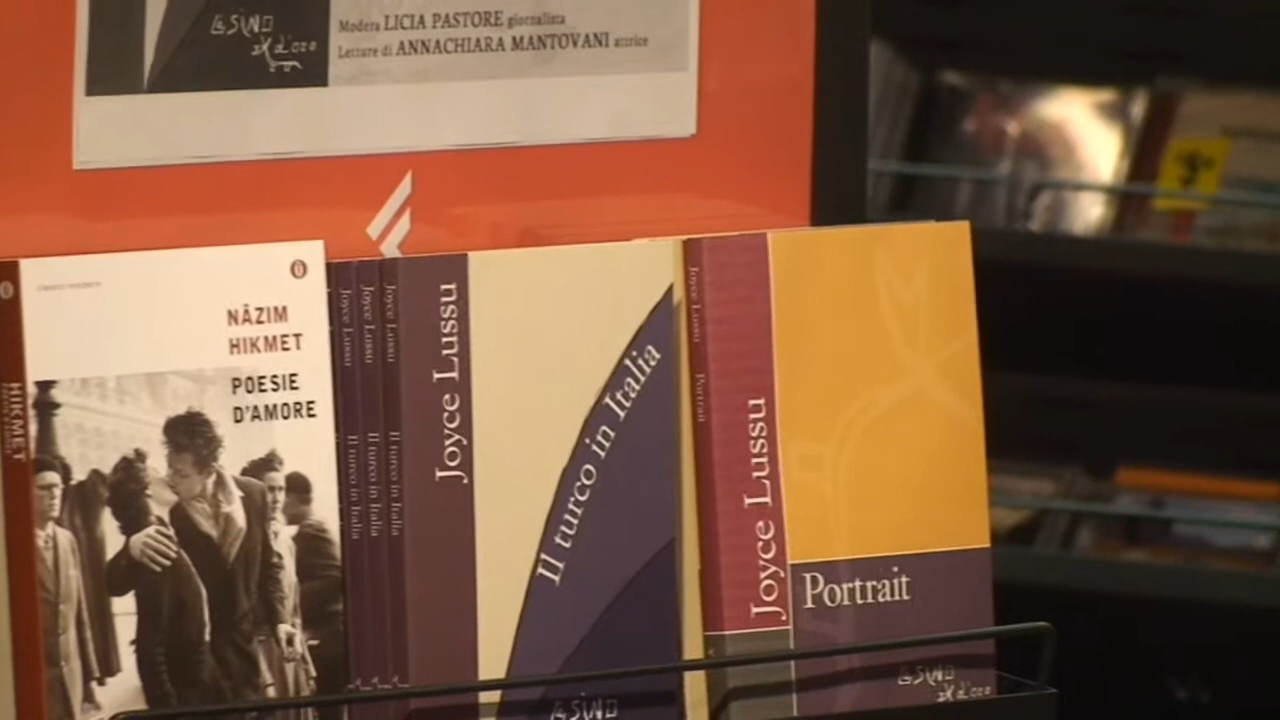 Modera LICIA PASTORE giornalista
Letture di ANNACHIARA MANTOVANI attrice
NÂZIM
HIKMET
POESIE
D'AMORE
HIKMET
Joyce Lussu
Il turco in Italia
Joyce Lussu
Il turco in Italia
Joyce Lussu
Il turco in Italia
Joyce Lussu
Il turco in Italia
Joyce Lussu
Portrait
Joyce Lussu
Portrait